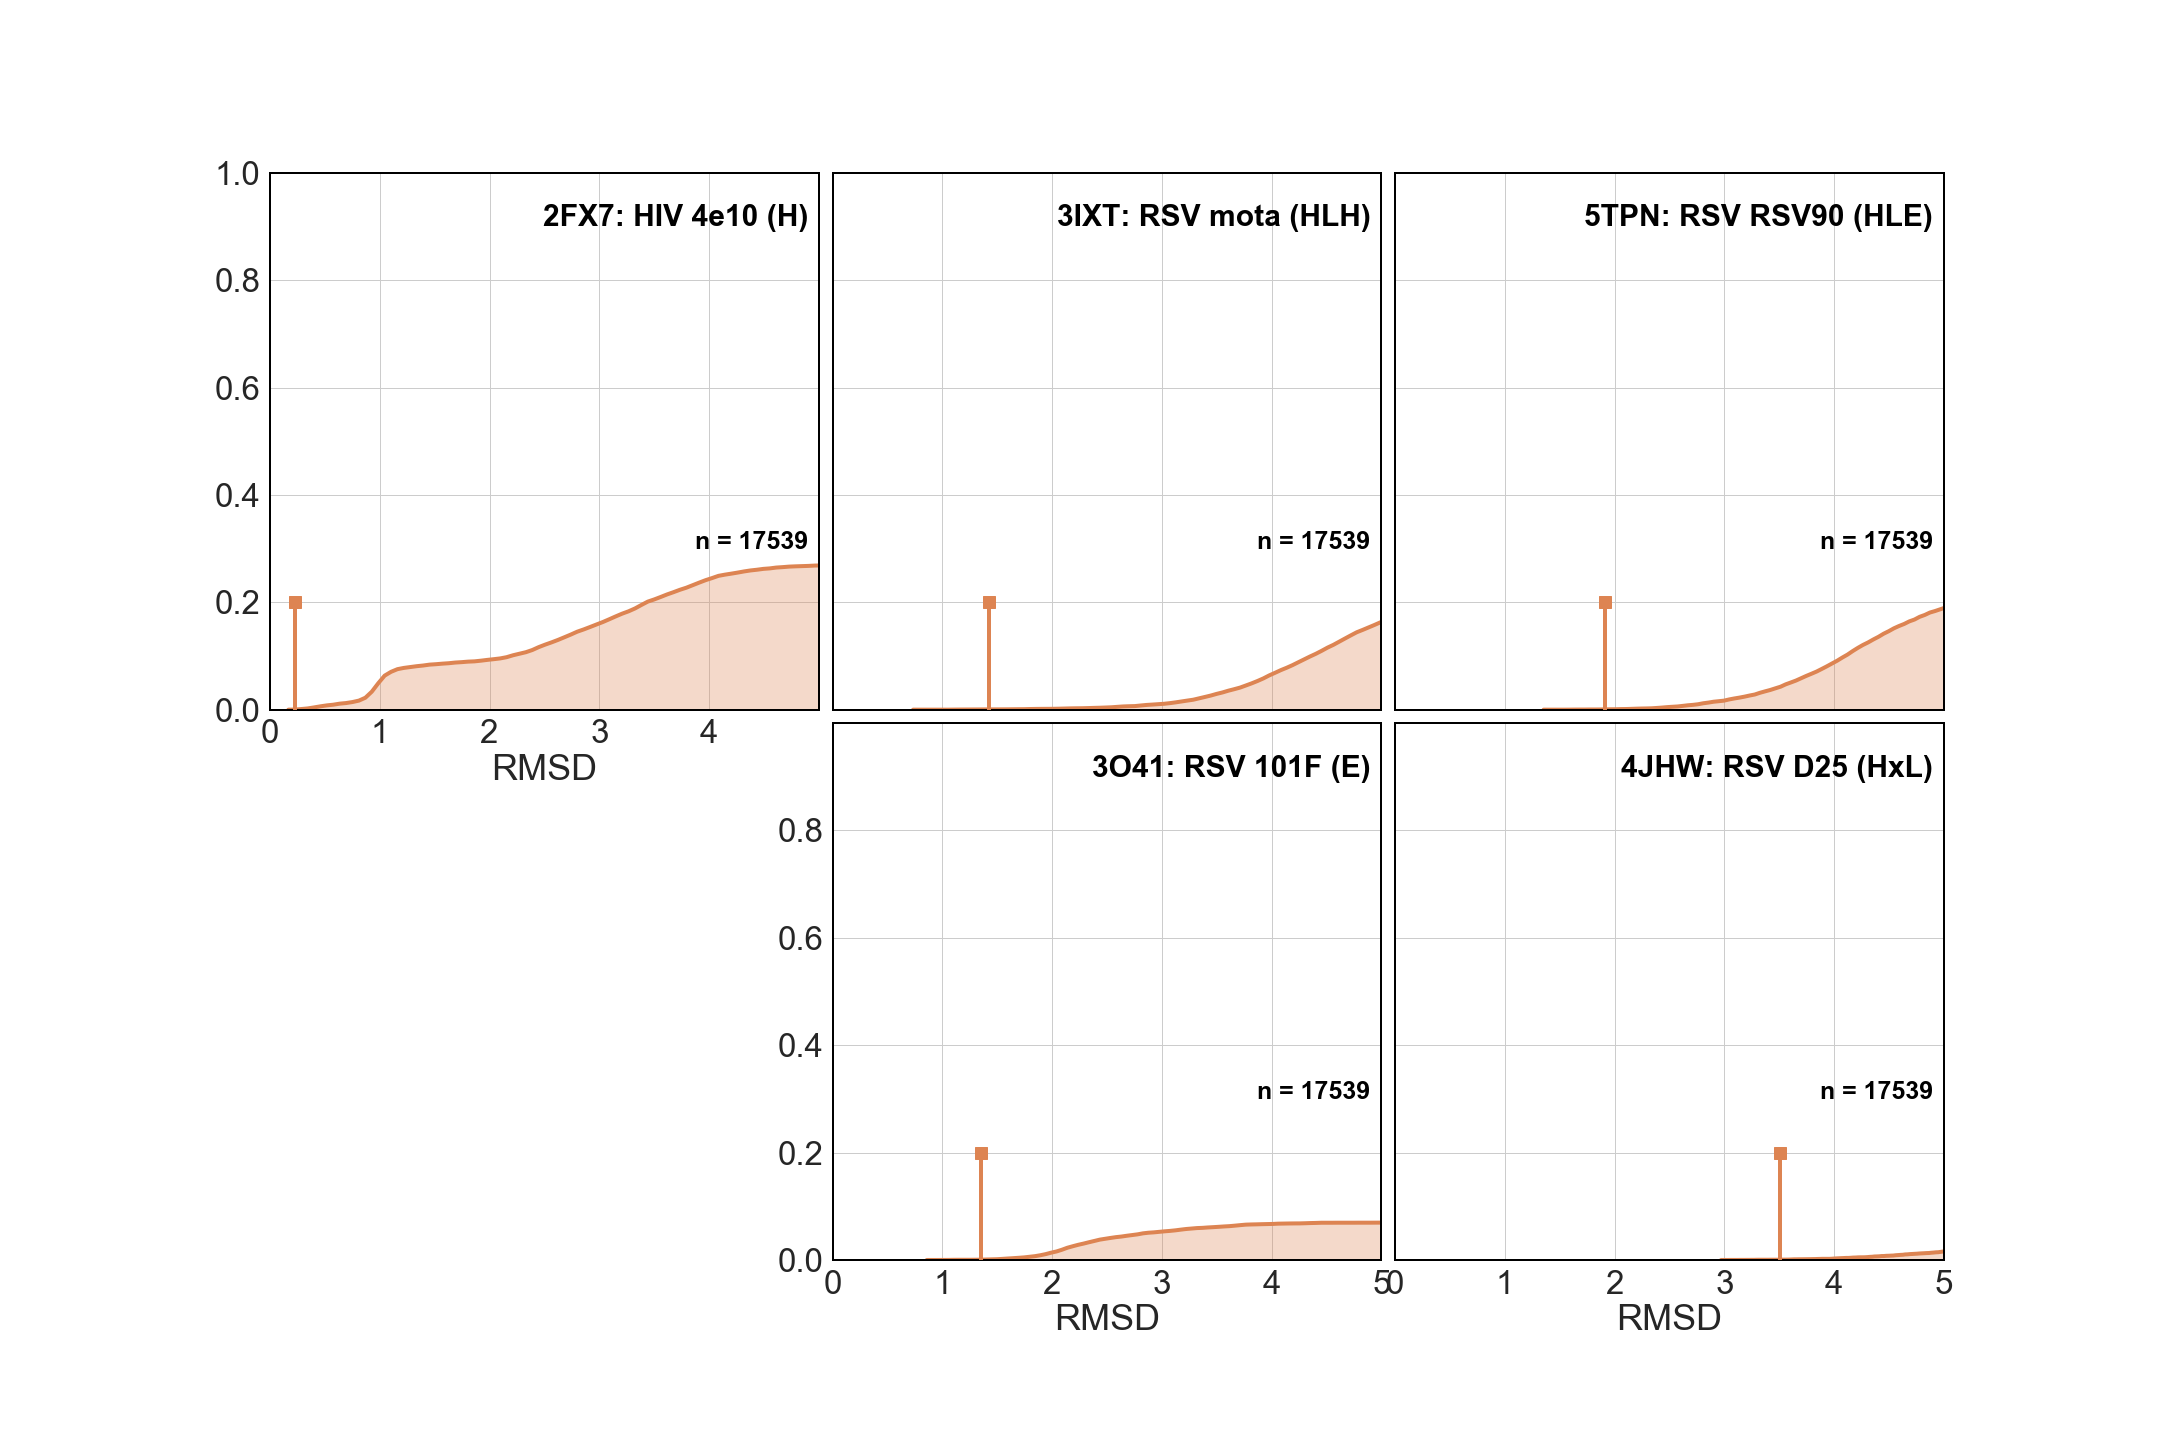 1.0
0.8
0.6
0.4
0.2
0.0
2FX7: HIV 4e10 (H)
n = 17539
0 1 2 3 4
RMSD
3IXT: RSV mota (HLH)
n = 17539
5TPN: RSV RSV90 (HLE)
n = 17539
0.8
0.6
0.4
0.2
0.0
3O41: RSV 101F (E)
n = 17539
0 1 2 3 4 5
RMSD
4JHW: RSV D25 (HxL)
n = 17539
0 1 2 3 4 5
RMSD